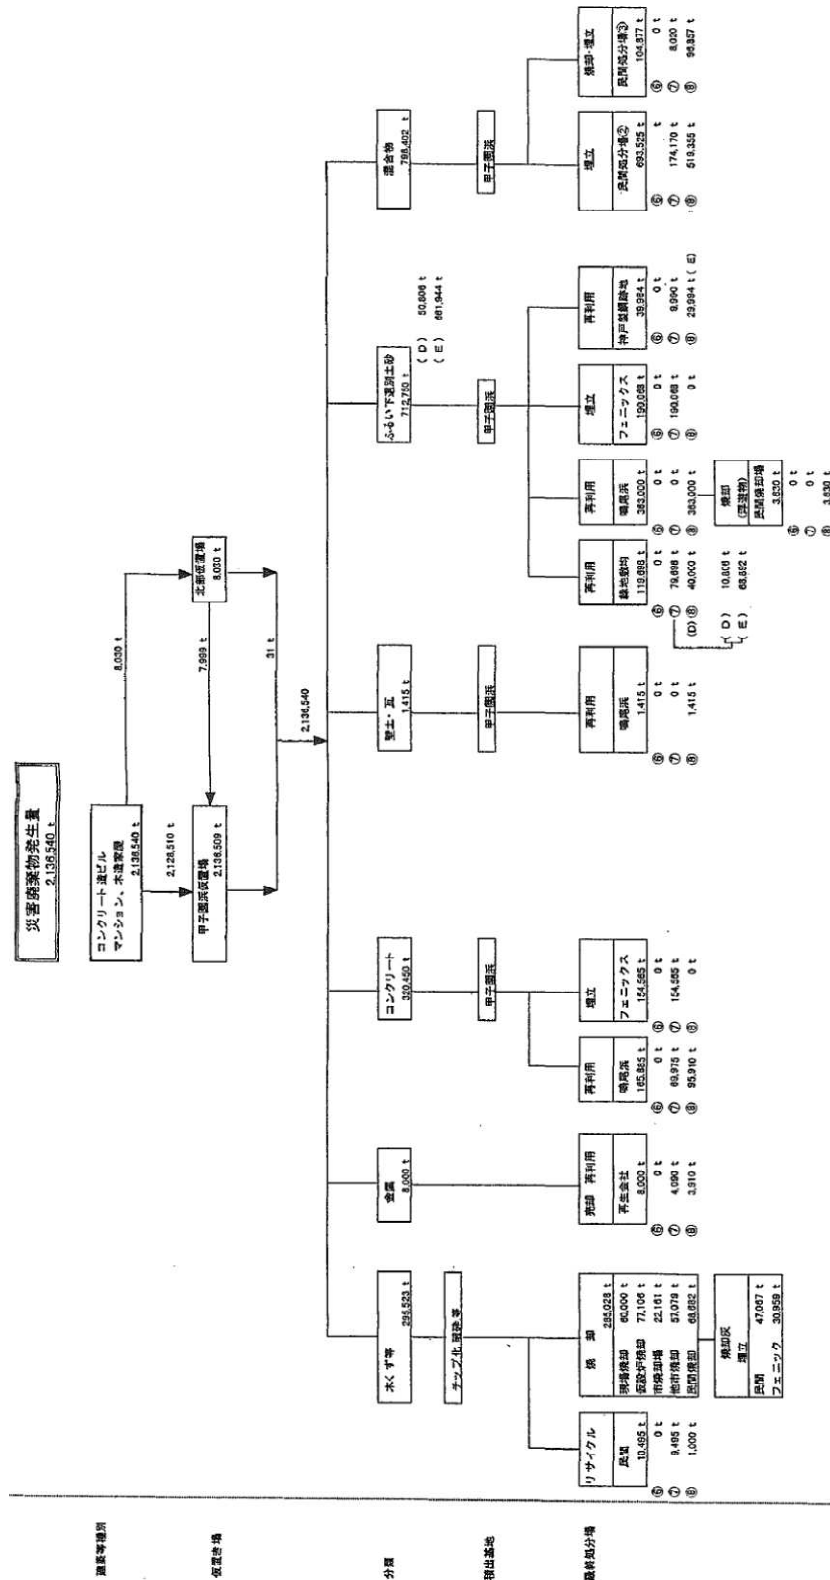 災害廃棄物発生量
2,136,540 t
建築等種別
コンクリート造ビル
マンション、木造家屋
2,136,540 t
2,128,510 t
8,030 t
仮置き場
甲子園浜仮置場
2,136,509 t
7,999 t
北部仮置場
8,030 t
31 t
2,136,540
分類
木くず等
296,523 t
金属
8,000 t
コンクリート
320,450 t
壁土・瓦
1,415 t
ふるい下選別土砂
712,750 t
(D) 50,806 t
(E) 661,944 t
混合物
798,402 t
積出基地
チップ化、破砕等
甲子園浜
甲子園浜
甲子園浜
甲子園浜
最終処分場
リサイクル
民間
10,495 t
⑥ 0 t
⑦ 9,495 t
⑧ 1,000 t
焼 却
285,028 t
現場焼却 60,000 t
仮設炉焼却 77,106 t
市焼却場 22,161 t
他市焼却 57,079 t
民間焼却 68,682 t
焼却灰
埋立
民間 47,067 t
フェニック 30,959 t
売却 再利用
再生会社
8,000 t
⑥ 0 t
⑦ 4,090 t
⑧ 3,910 t
再利用
鳴尾浜
165,885 t
⑥ 0 t
⑦ 69,975 t
⑧ 95,910 t
埋立
フェニックス
154,565 t
⑥ 0 t
⑦ 154,565 t
⑧ 0 t
再利用
鳴尾浜
1,415 t
⑥ 0 t
⑦ 0 t
⑧ 1,415 t
再利用
緑地敷均
119,698 t
⑥ 0 t
⑦ 79,698 t
(D) ⑧ 40,000 t
(D) 10,806 t
(E) 68,892 t
再利用
鳴尾浜
363,000 t
⑥ 0 t
⑦ 0 t
⑧ 363,000 t
焼却
(浮遊物)
民間焼却場
3,630 t
⑥ 0 t
⑦ 0 t
⑧ 3,630 t
埋立
フェニックス
190,068 t
⑥ 0 t
⑦ 190,068 t
⑧ 0 t
再利用
神戸製鋼跡地
39,984 t
⑥ 0 t
⑦ 9,990 t
⑧ 29,994 t (E)
埋立
民間処分場②
693,525 t
⑥ 0 t
⑦ 174,170 t
⑧ 519,355 t
焼却・埋立
民間処分場③
104,877 t
⑥ 0 t
⑦ 8,020 t
⑧ 96,857 t